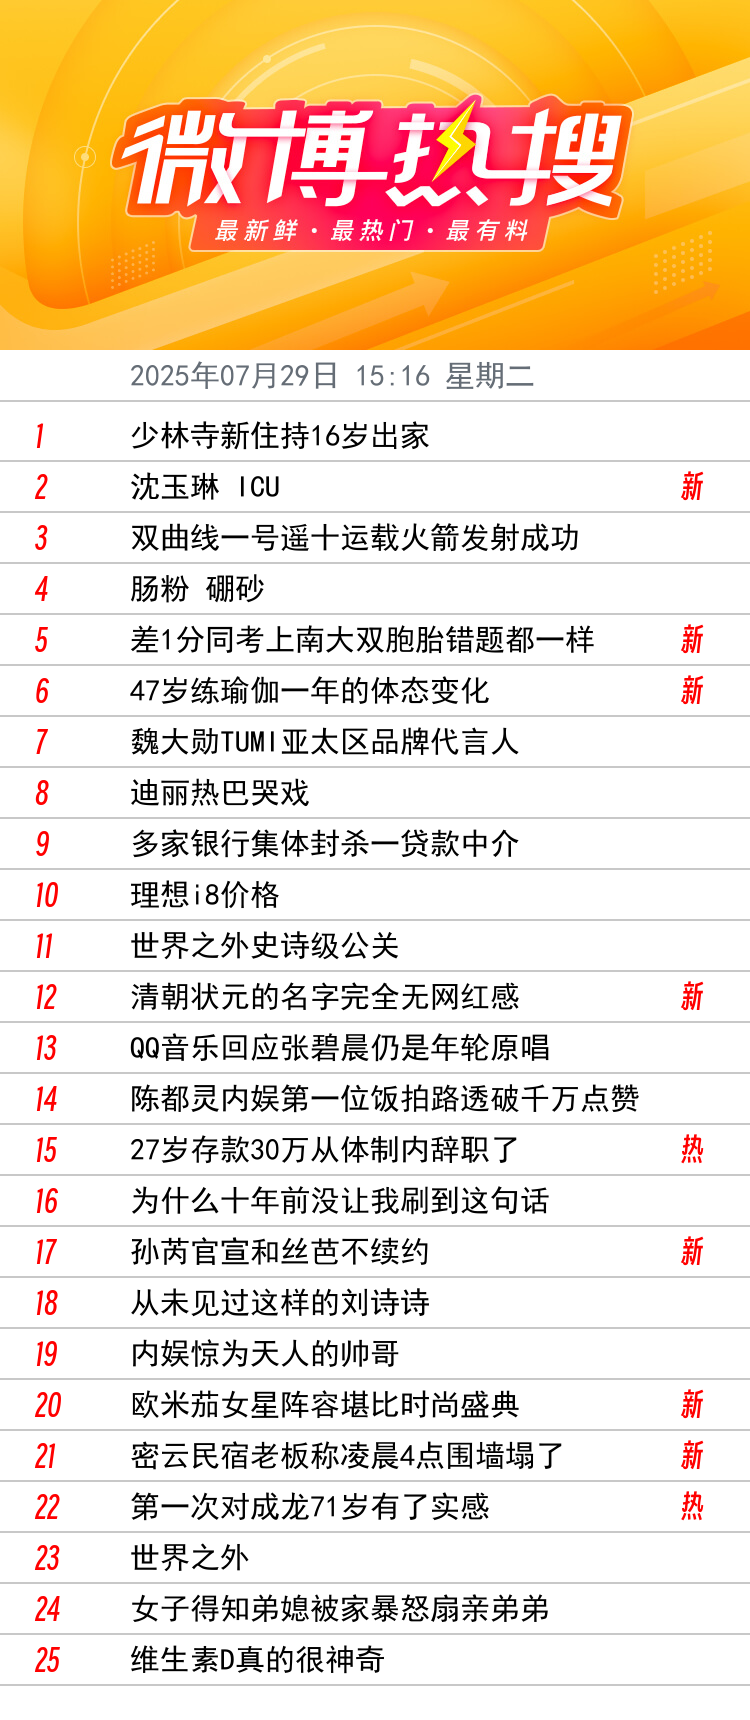 微博热搜
最新鲜·最热门·最有料
2025年07月29日 15:16 星期二
1 少林寺新住持16岁出家
2 沈玉琳 ICU 新
3 双曲线一号遥十运载火箭发射成功
4 肠粉 硼砂
5 差1分同考上南大双胞胎错题都一样 新
6 47岁练瑜伽一年的体态变化 新
7 魏大勋TUMI亚太区品牌代言人
8 迪丽热巴哭戏
9 多家银行集体封杀一贷款中介
10 理想i8价格
11 世界之外史诗级公关
12 清朝状元的名字完全无网红感 新
13 QQ音乐回应张碧晨仍是年轮原唱
14 陈都灵内娱第一位饭拍路透破千万点赞
15 27岁存款30万从体制内辞职了 热
16 为什么十年前没让我刷到这句话
17 孙芮官宣和丝芭不续约 新
18 从未见过这样的刘诗诗
19 内娱惊为天人的帅哥
20 欧米茄女星阵容堪比时尚盛典 新
21 密云民宿老板称凌晨4点围墙塌了 新
22 第一次对成龙71岁有了实感 热
23 世界之外
24 女子得知弟媳被家暴怒扇亲弟弟
25 维生素D真的很神奇